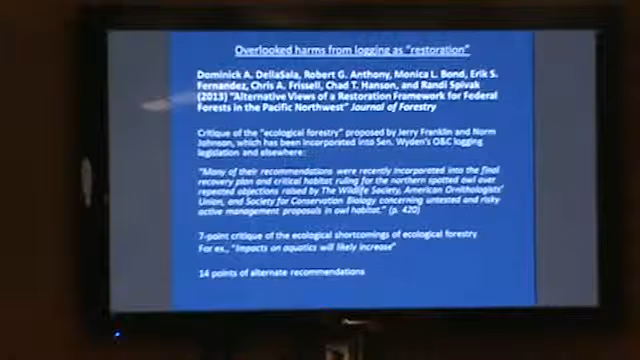 Overlooked harms from logging as "restoration"
Dominick A. DellaSala, Robert G. Anthony, Monica L. Bond, Erik S.
Fernandez, Chris A. Frissell, Chad T. Hanson, and Randi Spivak
(2013) "Alternative Views of a Restoration Framework for Federal
Forests in the Pacific Northwest" Journal of Forestry
Critique of the "ecological forestry" proposed by Jerry Franklin and Norm
Johnson, which has been incorporated into Sen. Wyden's O&C logging
legislation and elsewhere:
"Many of their recommendations were recently incorporated into the final
recovery plan and critical habitat ruling for the northern spotted owl over
repeated objections raised by The Wildlife Society, American Ornithologists'
Union, and Society for Conservation Biology concerning untested and risky
active management proposals in owl habitat." (p. 420)
7-point critique of the ecological shortcomings of ecological forestry
For ex., "Impacts on aquatics will likely increase"
14 points of alternate recommendations